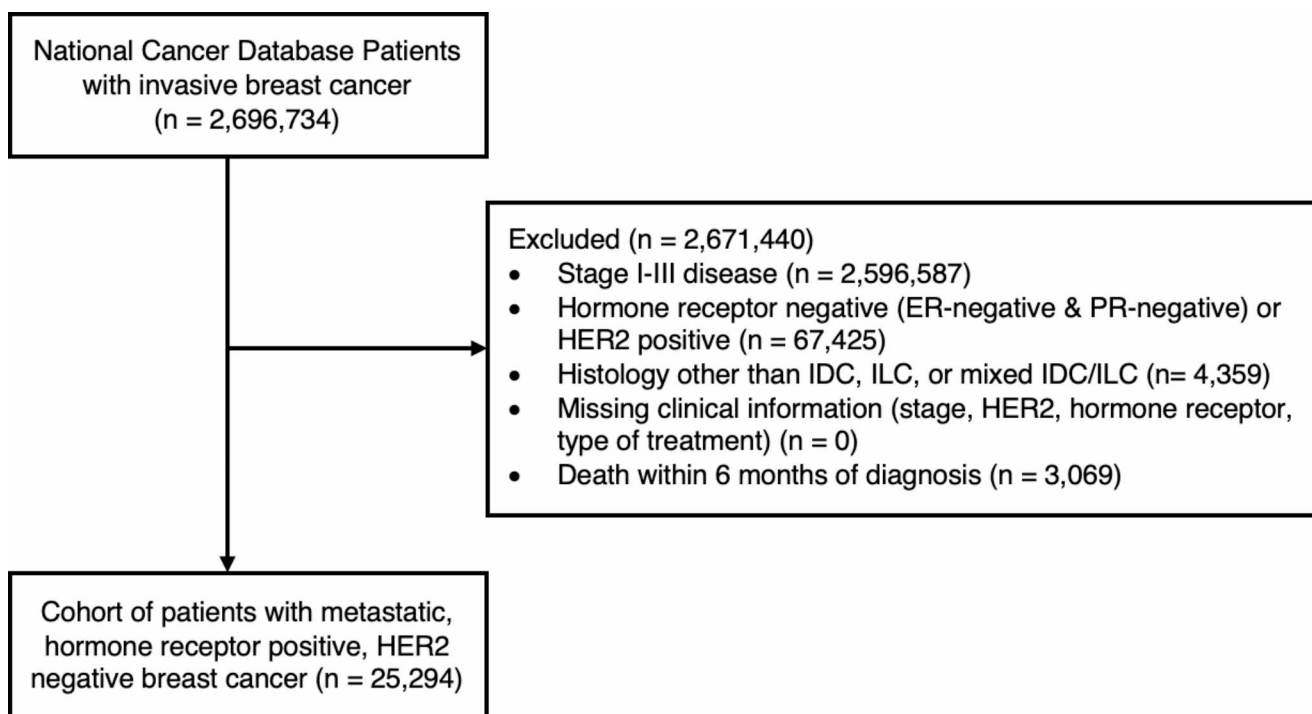 National Cancer Database Patients
with invasive breast cancer
(n = 2,696,734)
Excluded (n = 2,671,440)
• Stage I-III disease (n = 2,596,587)
• Hormone receptor negative (ER-negative & PR-negative) or
HER2 positive (n = 67,425)
• Histology other than IDC, ILC, or mixed IDC/ILC (n= 4,359)
• Missing clinical information (stage, HER2, hormone receptor,
type of treatment) (n = 0)
• Death within 6 months of diagnosis (n = 3,069)
Cohort of patients with metastatic,
hormone receptor positive, HER2
negative breast cancer (n = 25,294)